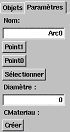 Objets Paramètres
Nom:
Arc0
Point1
Point0
Sélectionner
Diamètre :
0
CMateriau :
Créer